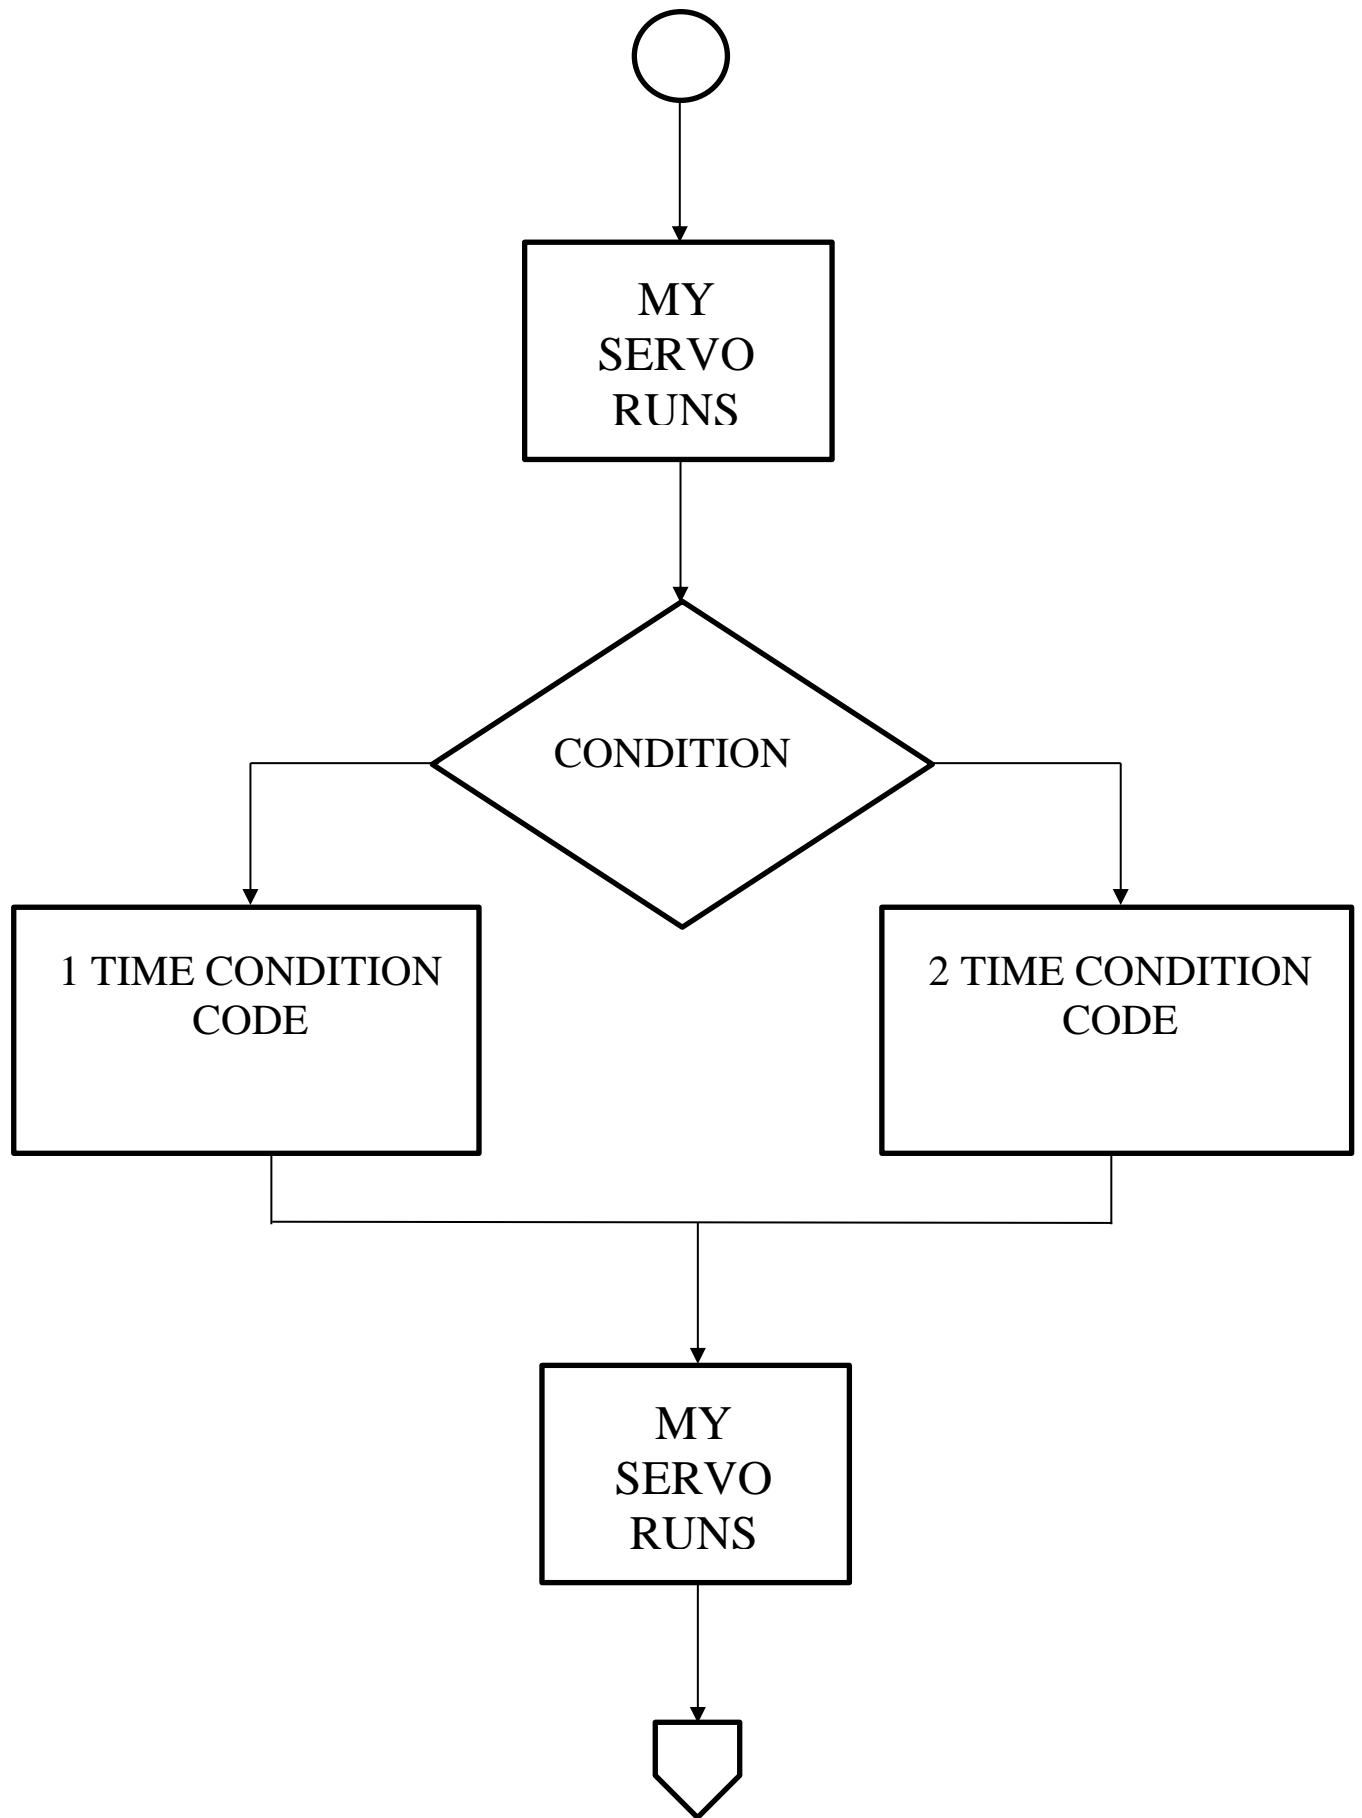 MY
SERVO
RUNS
CONDITION
1 TIME CONDITION
CODE
2 TIME CONDITION
CODE
MY
SERVO
RUNS